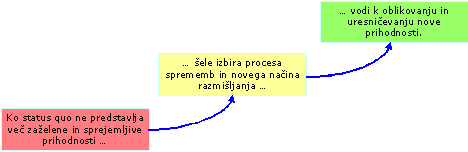 Ko status quo ne predstavlja
več zaželene in sprejemljive
prihodnosti ...
... šele izbira procesa
sprememb in novega načina
razmišljanja ...
... vodi k oblikovanju in
uresničevanju nove
prihodnosti.